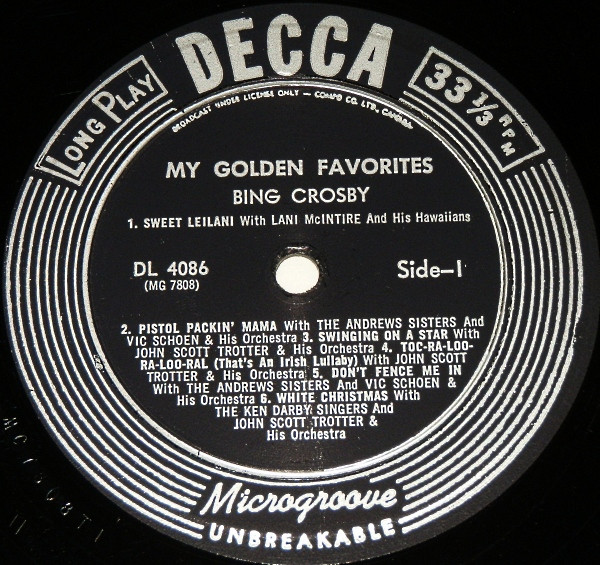 DECCA
LONG PLAY
33 1/3 RPM
BROADCAST UNDER LICENSE ONLY — COMPO CO. LTD., CANADA.
MY GOLDEN FAVORITES
BING CROSBY
1. SWEET LEILANI With LANI McINTIRE And His Hawaiians
DL 4086
(MG 7808)
Side-I
2. PISTOL PACKIN' MAMA With THE ANDREWS SISTERS And
VIC SCHOEN & His Orchestra 3. SWINGING ON A STAR With
JOHN SCOTT TROTTER & His Orchestra 4. TOC-RA-LOO-
RA-LOO-RAL (That's An Irish Lullaby) With JOHN SCOTT
TROTTER & His Orchestra 5. DON'T FENCE ME IN
With THE ANDREWS SISTERS And VIC SCHOEN &
His Orchestra 6. WHITE CHRISTMAS With
THE KEN DARBY SINGERS And
JOHN SCOTT TROTTER &
His Orchestra
Microgroove
UNBREAKABLE